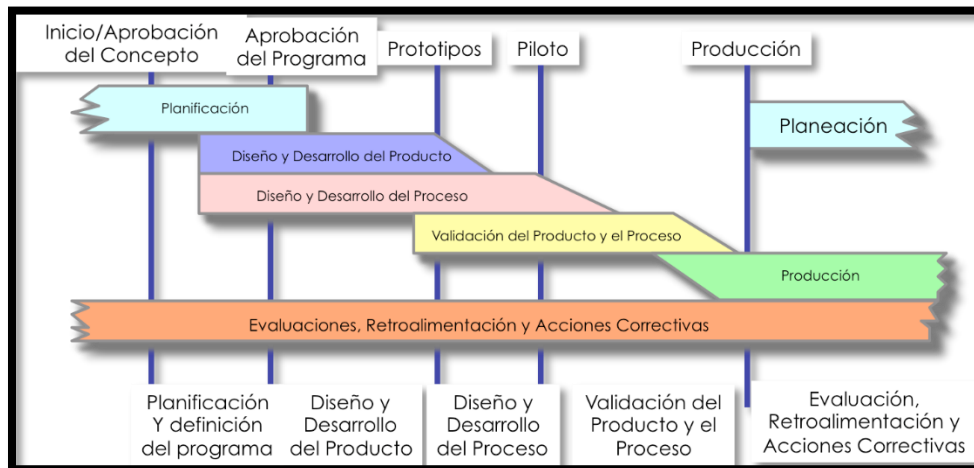 Inicio/Aprobación
del Concepto
Aprobación
del Programa
Prototipos
Piloto
Producción
Planificación
Planeación
Diseño y Desarrollo del Producto
Diseño y Desarrollo del Proceso
Validación del Producto y el Proceso
Producción
Evaluaciones, Retroalimentación y Acciones Correctivas
Planificación
Y definición
del programa
Diseño y
Desarrollo
del Producto
Diseño y
Desarrollo
del Proceso
Validación del
Producto y el
Proceso
Evaluación,
Retroalimentación y
Acciones Correctivas